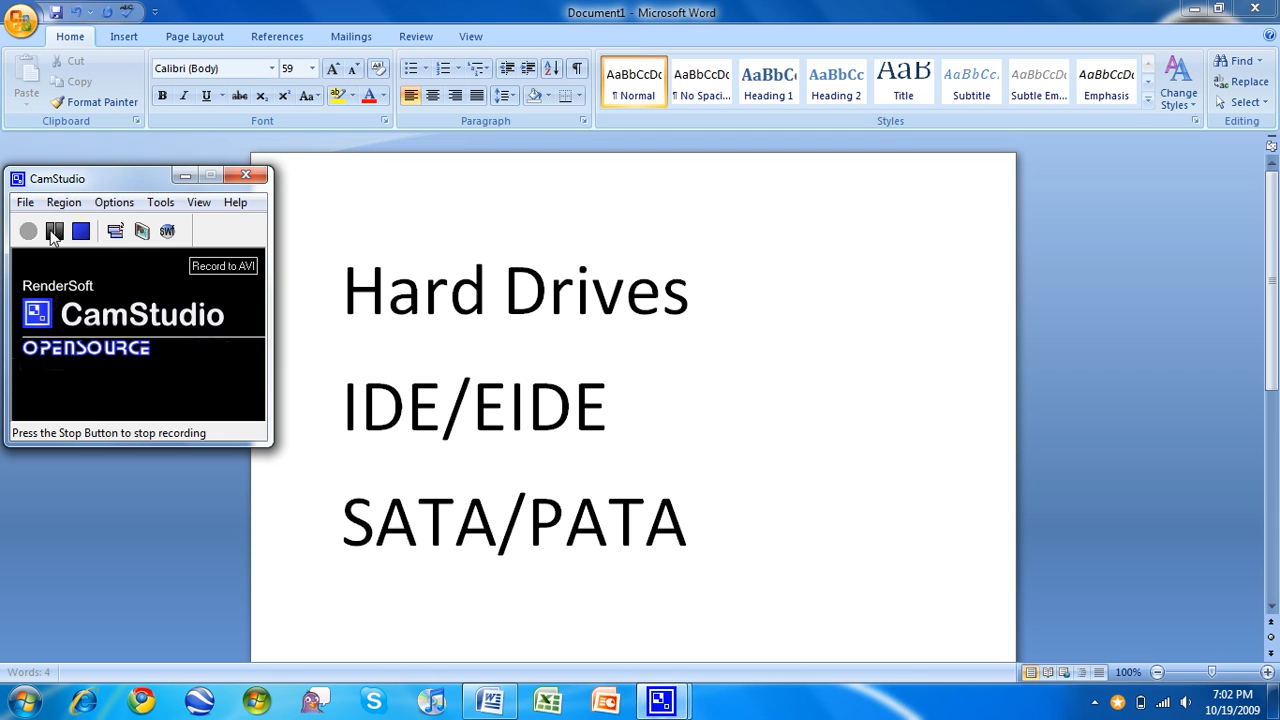 Document1 - Microsoft Word
Home Insert Page Layout References Mailings Review View
Paste
Cut
Copy
Format Painter
Clipboard
Calibri (Body) 59
Font
Paragraph
AaBbCcDc AaBbCcDc AaBbC AaBbCc AaB AaBbCc. AaBbCcDc AaBbCcDc
¶ Normal ¶ No Spaci... Heading 1 Heading 2 Title Subtitle Subtle Em... Emphasis
Change Styles
Styles
Find
Replace
Select
Editing
CamStudio
File Region Options Tools View Help
Record to AVI
RenderSoft
CamStudio
OPENSOURCE
Press the Stop Button to stop recording
Hard Drives
IDE/EIDE
SATA/PATA
Words: 4
100%
7:02 PM
10/19/2009